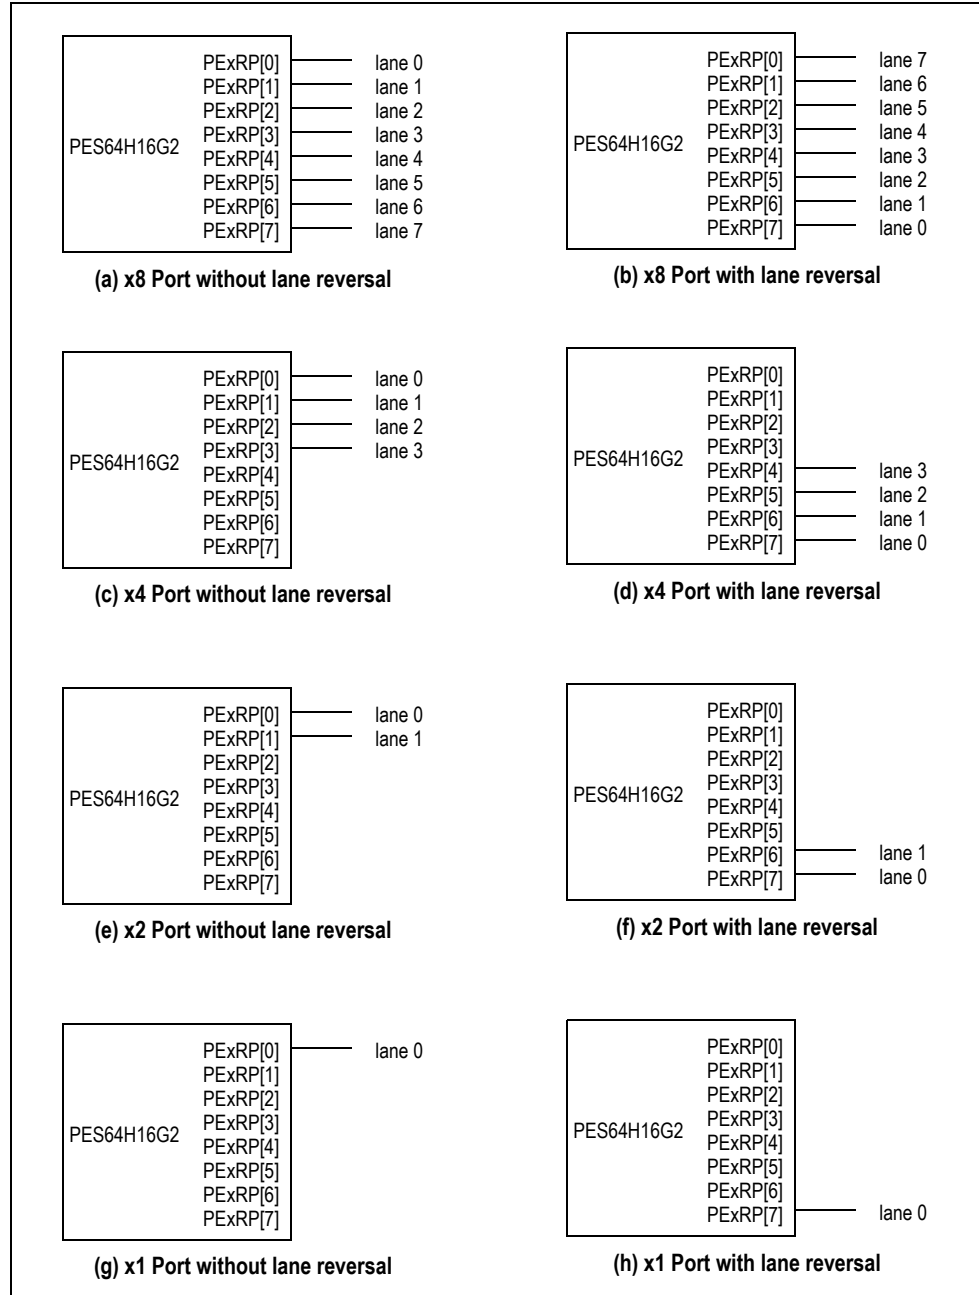 PES64H16G2
PExRP[0] lane 0
PExRP[1] lane 1
PExRP[2] lane 2
PExRP[3] lane 3
PExRP[4] lane 4
PExRP[5] lane 5
PExRP[6] lane 6
PExRP[7] lane 7
(a) x8 Port without lane reversal
PES64H16G2
PExRP[0] lane 7
PExRP[1] lane 6
PExRP[2] lane 5
PExRP[3] lane 4
PExRP[4] lane 3
PExRP[5] lane 2
PExRP[6] lane 1
PExRP[7] lane 0
(b) x8 Port with lane reversal
PES64H16G2
PExRP[0] lane 0
PExRP[1] lane 1
PExRP[2] lane 2
PExRP[3] lane 3
PExRP[4]
PExRP[5]
PExRP[6]
PExRP[7]
(c) x4 Port without lane reversal
PES64H16G2
PExRP[0]
PExRP[1]
PExRP[2]
PExRP[3]
PExRP[4] lane 3
PExRP[5] lane 2
PExRP[6] lane 1
PExRP[7] lane 0
(d) x4 Port with lane reversal
PES64H16G2
PExRP[0] lane 0
PExRP[1] lane 1
PExRP[2]
PExRP[3]
PExRP[4]
PExRP[5]
PExRP[6]
PExRP[7]
(e) x2 Port without lane reversal
PES64H16G2
PExRP[0]
PExRP[1]
PExRP[2]
PExRP[3]
PExRP[4]
PExRP[5]
PExRP[6] lane 1
PExRP[7] lane 0
(f) x2 Port with lane reversal
PES64H16G2
PExRP[0] lane 0
PExRP[1]
PExRP[2]
PExRP[3]
PExRP[4]
PExRP[5]
PExRP[6]
PExRP[7]
(g) x1 Port without lane reversal
PES64H16G2
PExRP[0]
PExRP[1]
PExRP[2]
PExRP[3]
PExRP[4]
PExRP[5]
PExRP[6]
PExRP[7] lane 0
(h) x1 Port with lane reversal